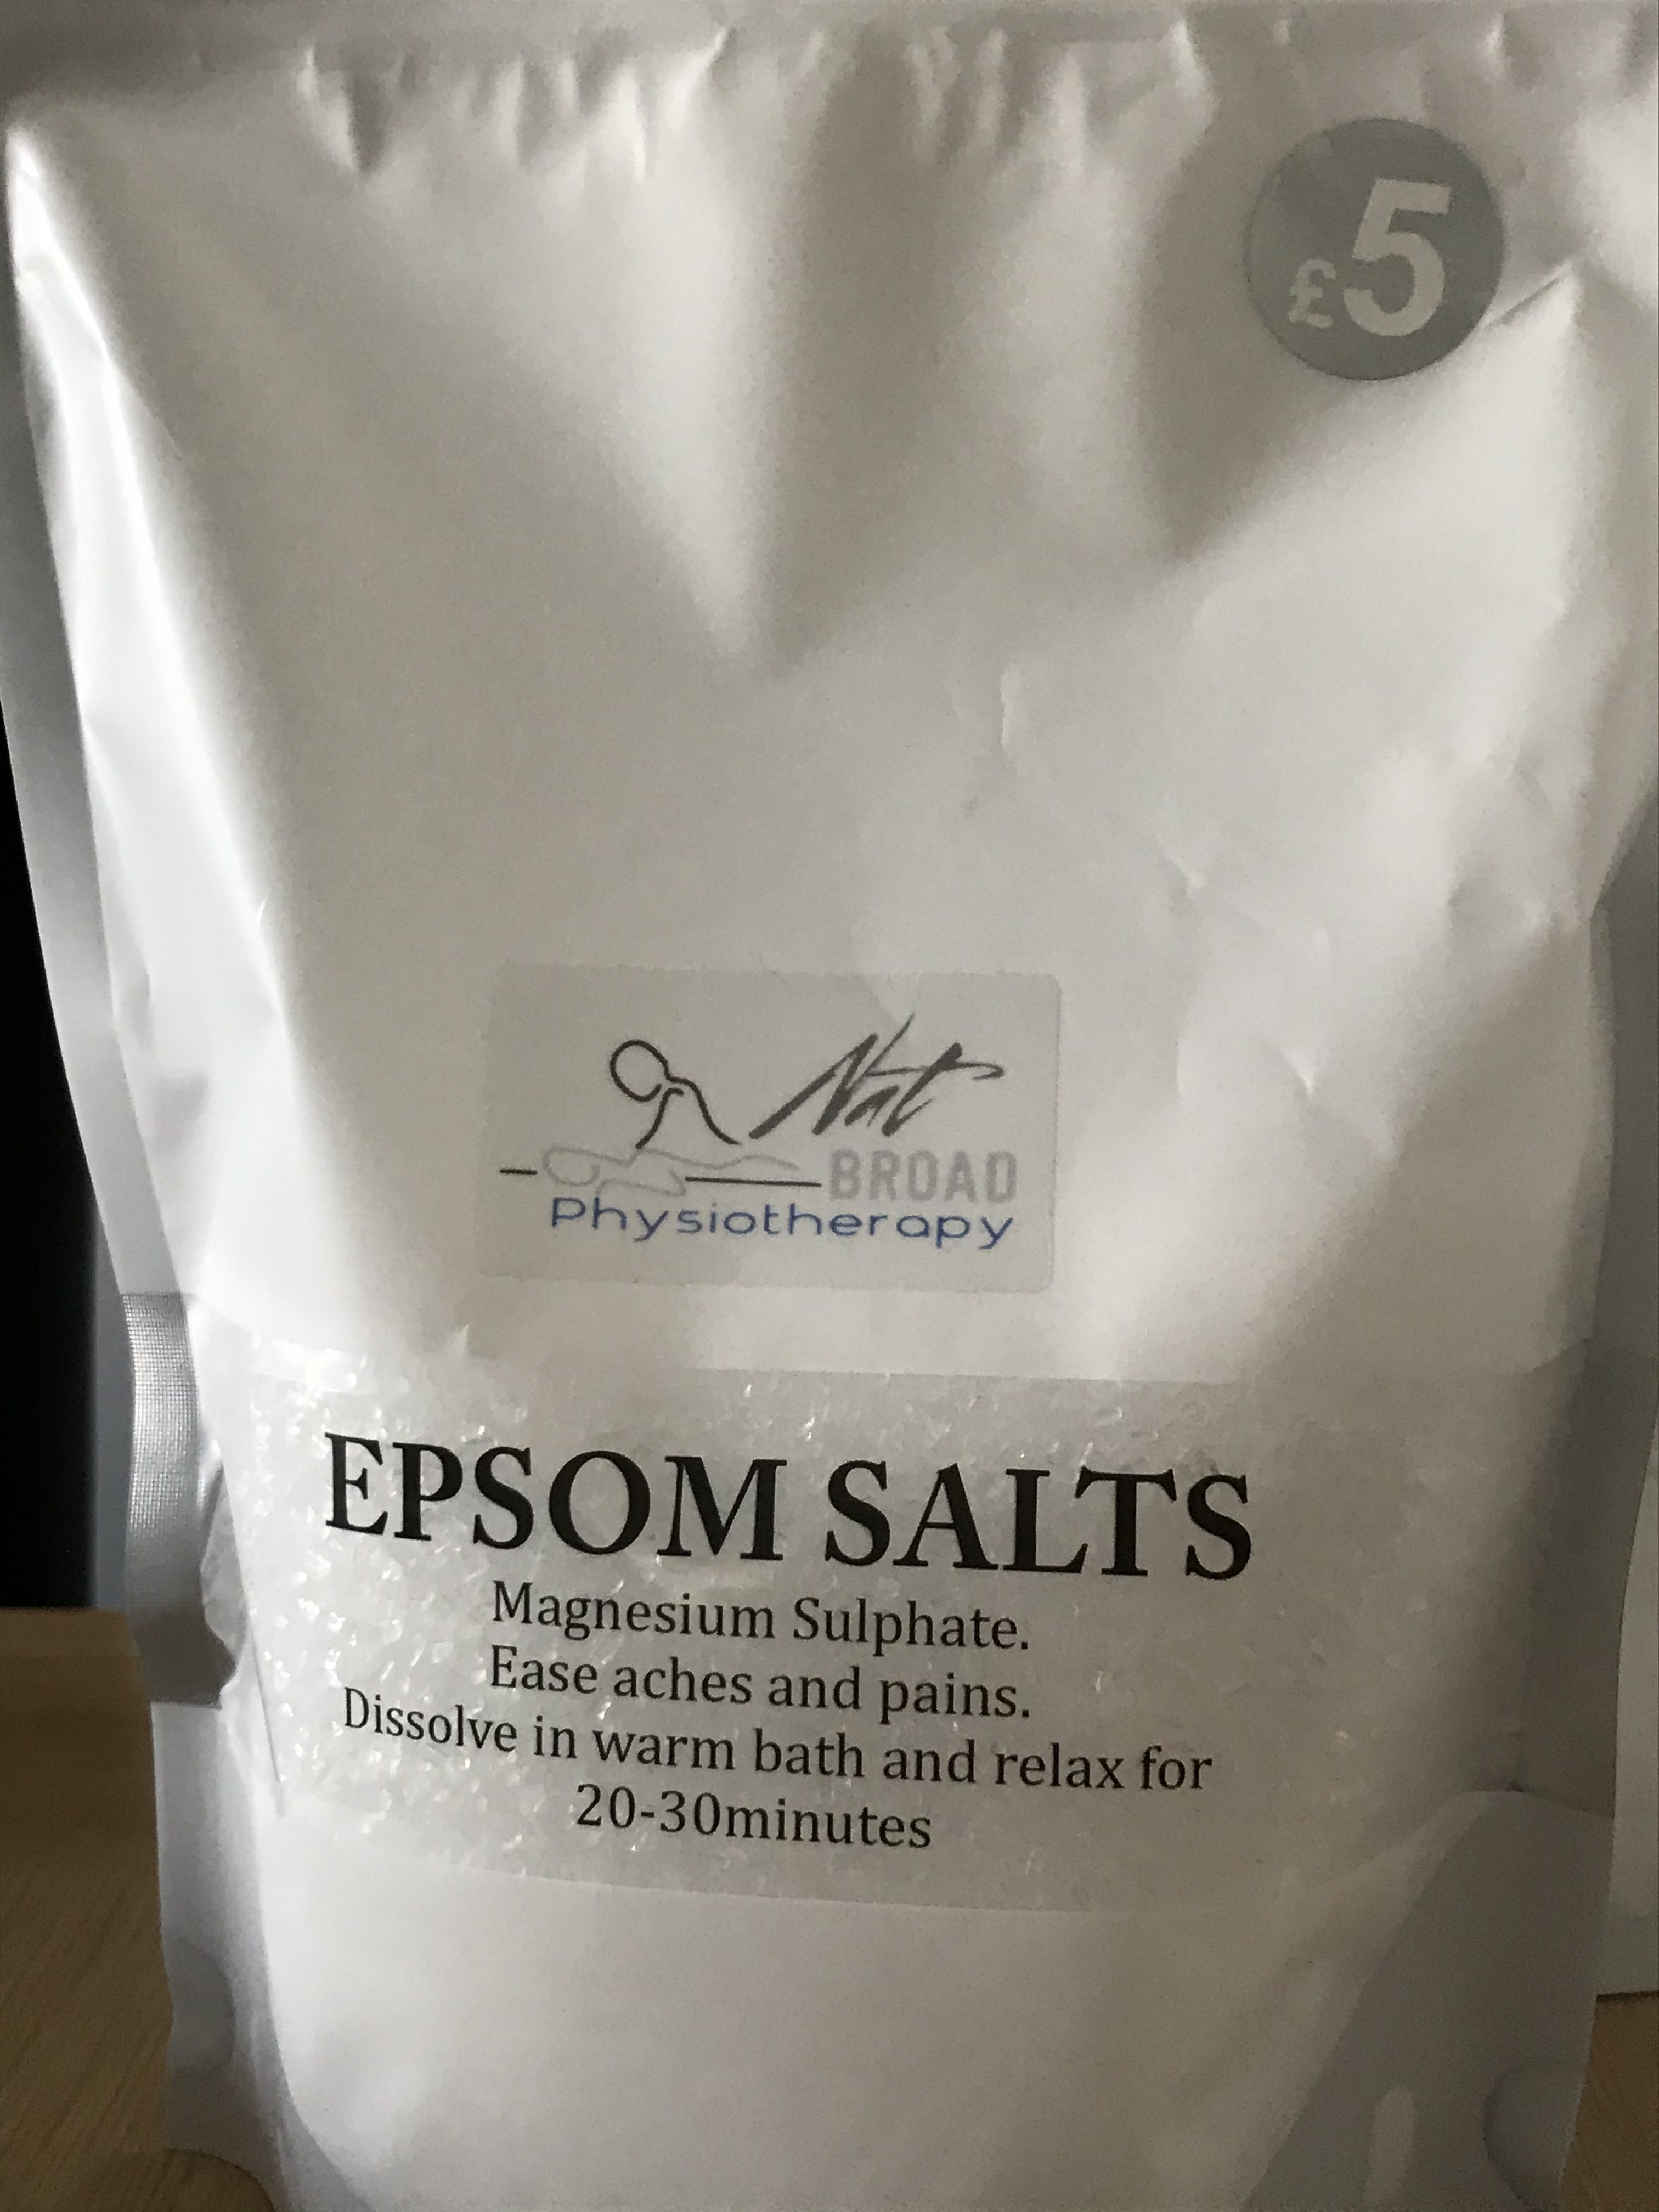 £5
Nat
BROAD
Physiotherapy
EPSOM SALTS
Magnesium Sulphate.
Ease aches and pains.
Dissolve in warm bath and relax for
20-30minutes